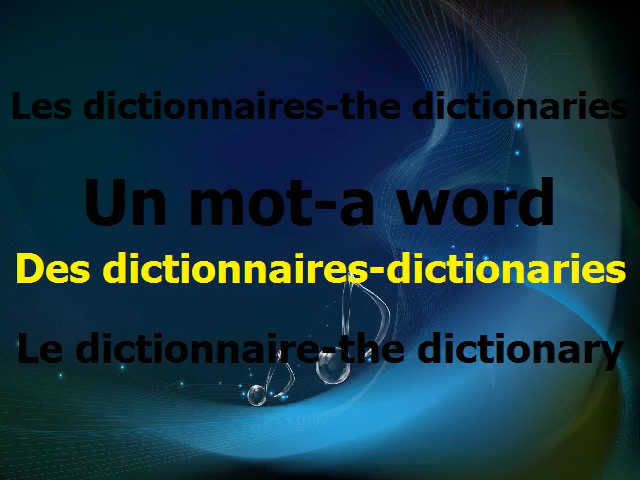 Les dictionnaires-the dictionaries
Un mot-a word
Des dictionnaires-dictionaries
Le dictionnaire-the dictionary